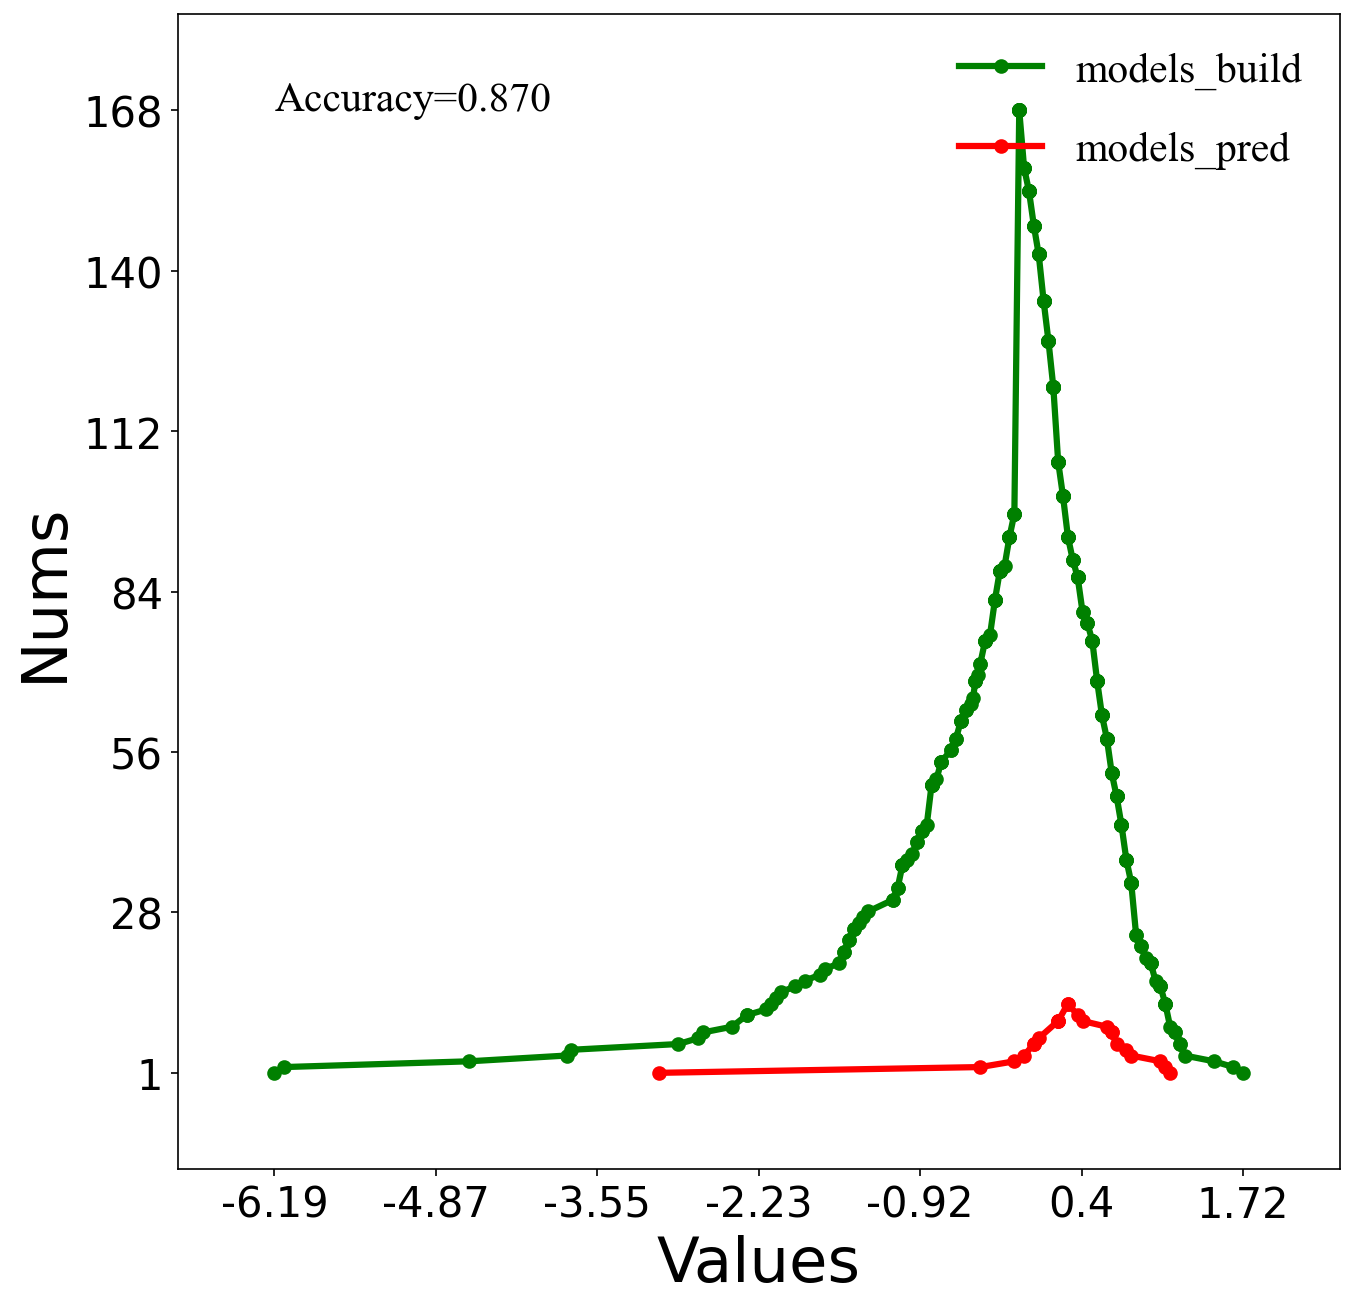 Accuracy=0.870
models_build
models_pred
168
140
112
84
56
28
1
Nums
-6.19 -4.87 -3.55 -2.23 -0.92 0.4 1.72
Values